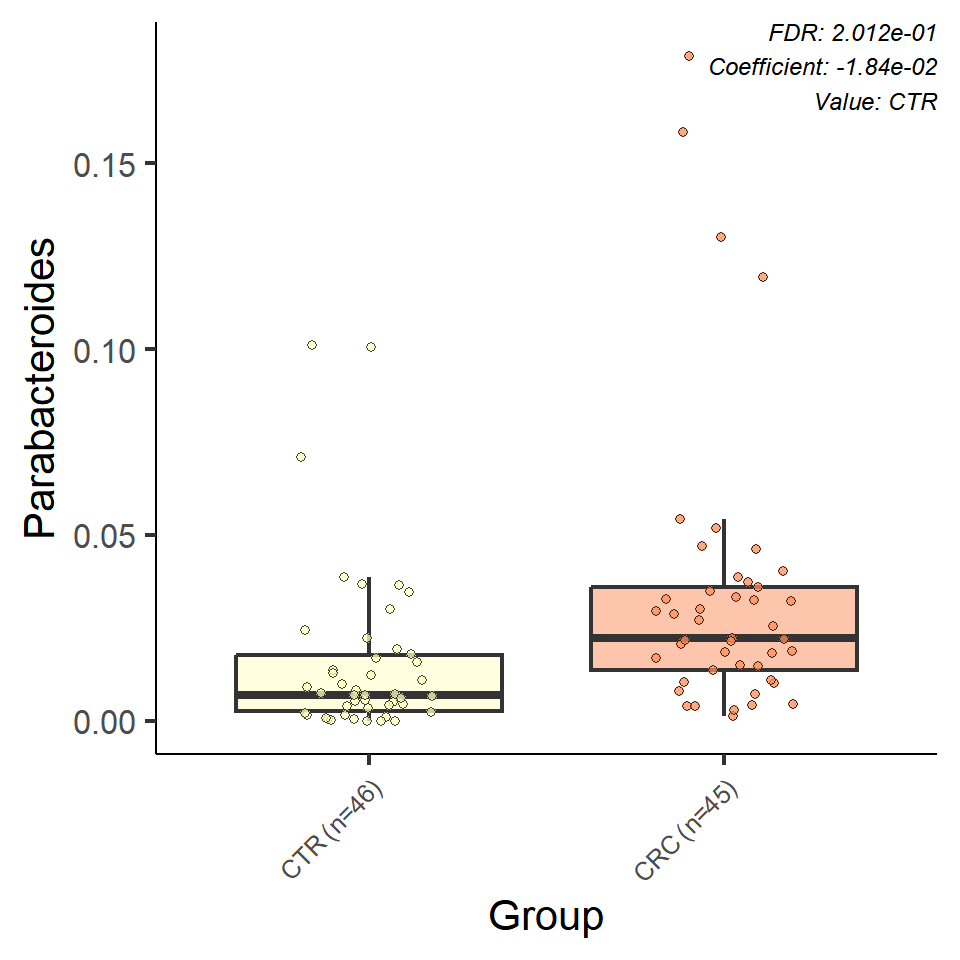 FDR: 2.012e-01
Coefficient: -1.84e-02
Value: CTR
Parabacteroides
0.15
0.10
0.05
0.00
CTR (n=46)
CRC (n=45)
Group